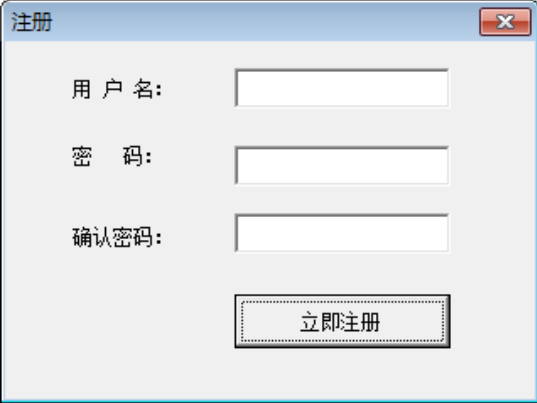 注册
用 户 名:
密 码:
确认密码:
立即注册